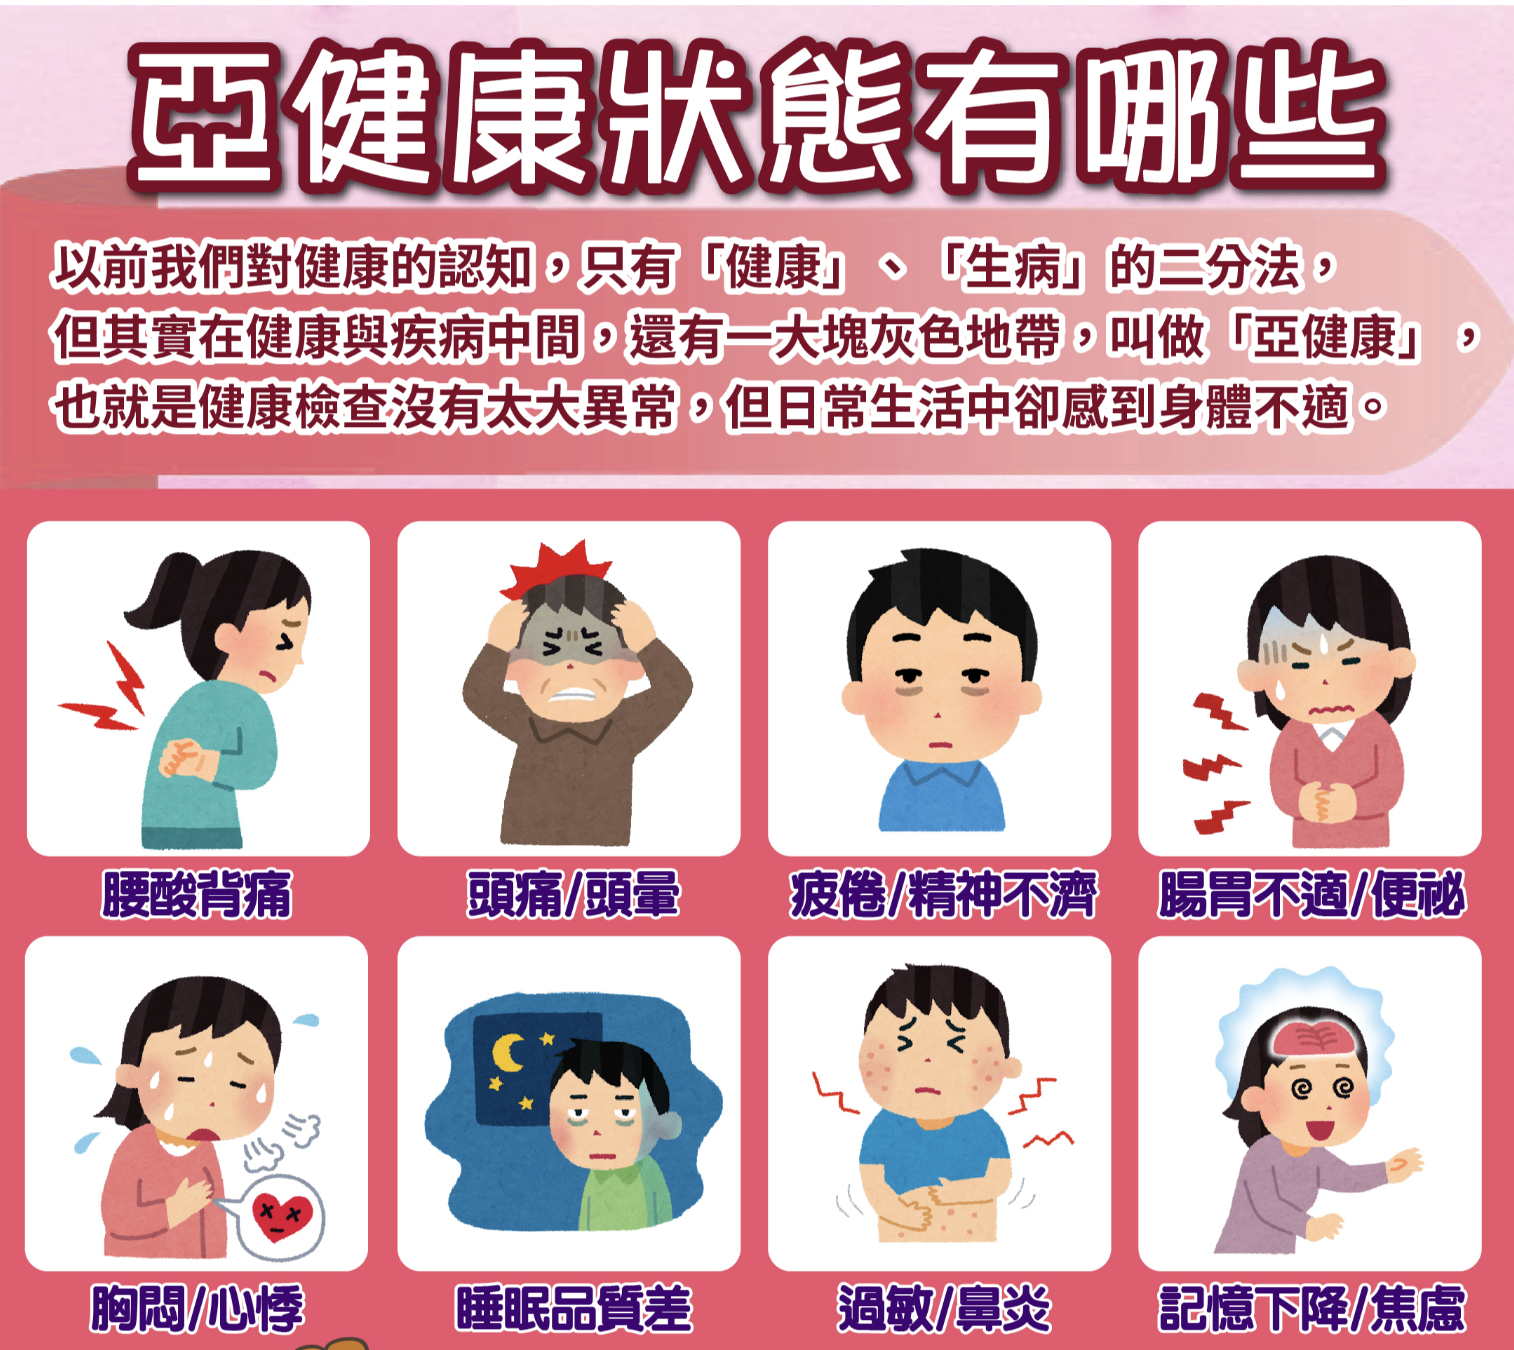 亞健康狀態有哪些
以前我們對健康的認知，只有「健康」、「生病」的二分法，
但其實在健康與疾病中間，還有一大塊灰色地帶，叫做「亞健康」，
也就是健康檢查沒有太大異常，但日常生活中卻感到身體不適。
腰酸背痛
頭痛/頭暈
疲倦/精神不濟
腸胃不適/便祕
胸悶/心悸
睡眠品質差
過敏/鼻炎
記憶下降/焦慮